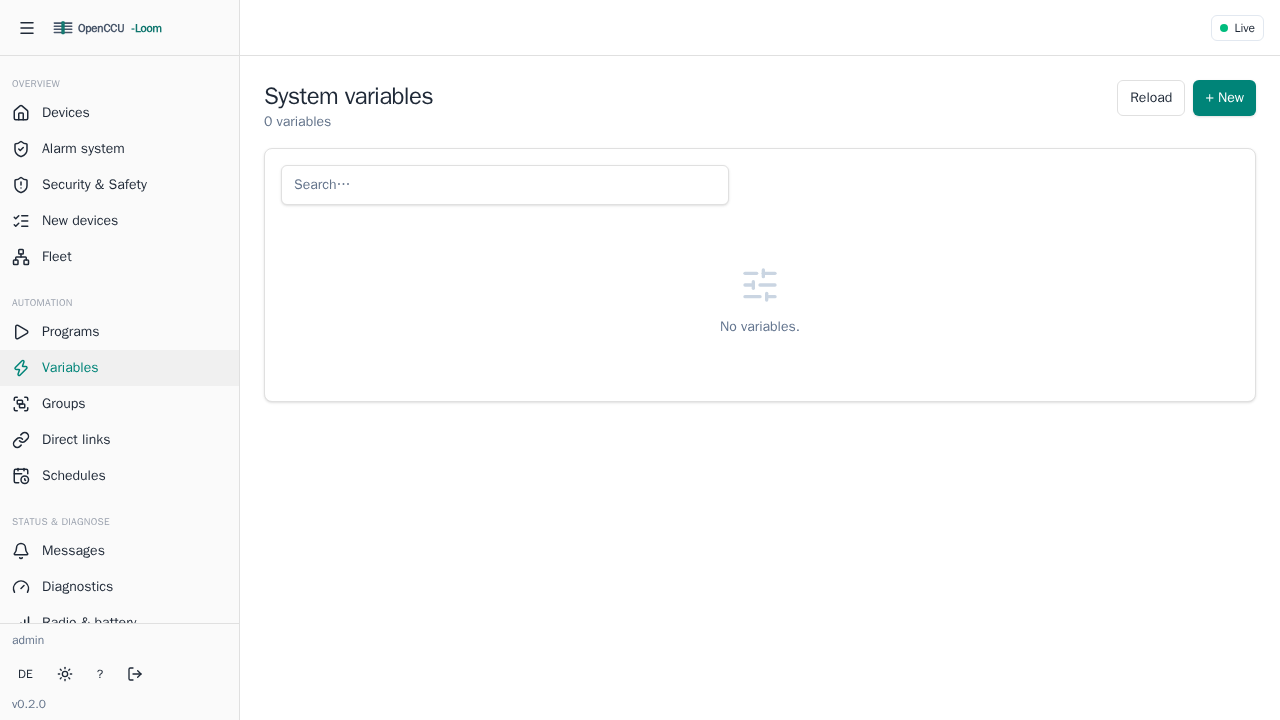 OpenCCU -Loom
Live
OVERVIEW
Devices
Alarm system
Security & Safety
New devices
Fleet
AUTOMATION
Programs
Variables
Groups
Direct links
Schedules
STATUS & DIAGNOSE
Messages
Diagnostics
Radio & battery
admin
DE
?
v0.2.0
System variables
0 variables
Reload
+ New
Search…
No variables.